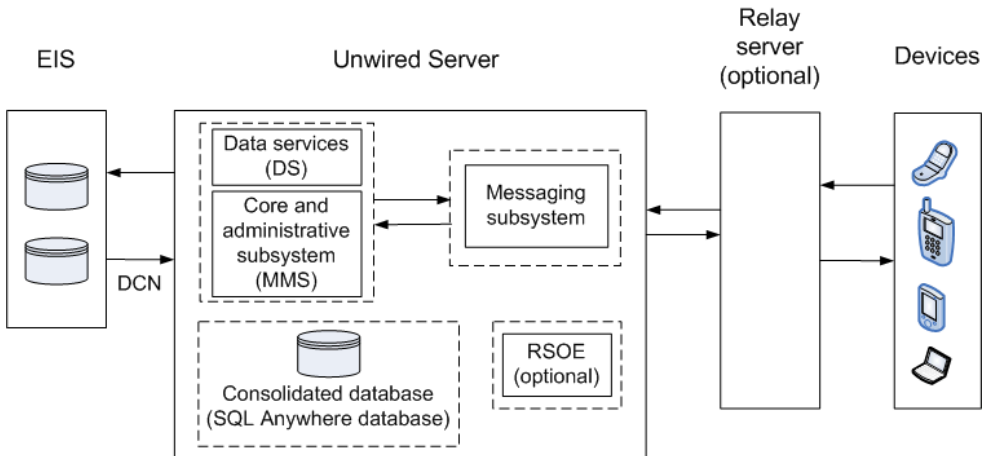 EIS
Unwired Server
Relay
server
(optional)
Devices
Data services
(DS)
Core and
administrative
subsystem
(MMS)
Messaging
subsystem
DCN
Consolidated database
(SQL Anywhere database)
RSOE
(optional)